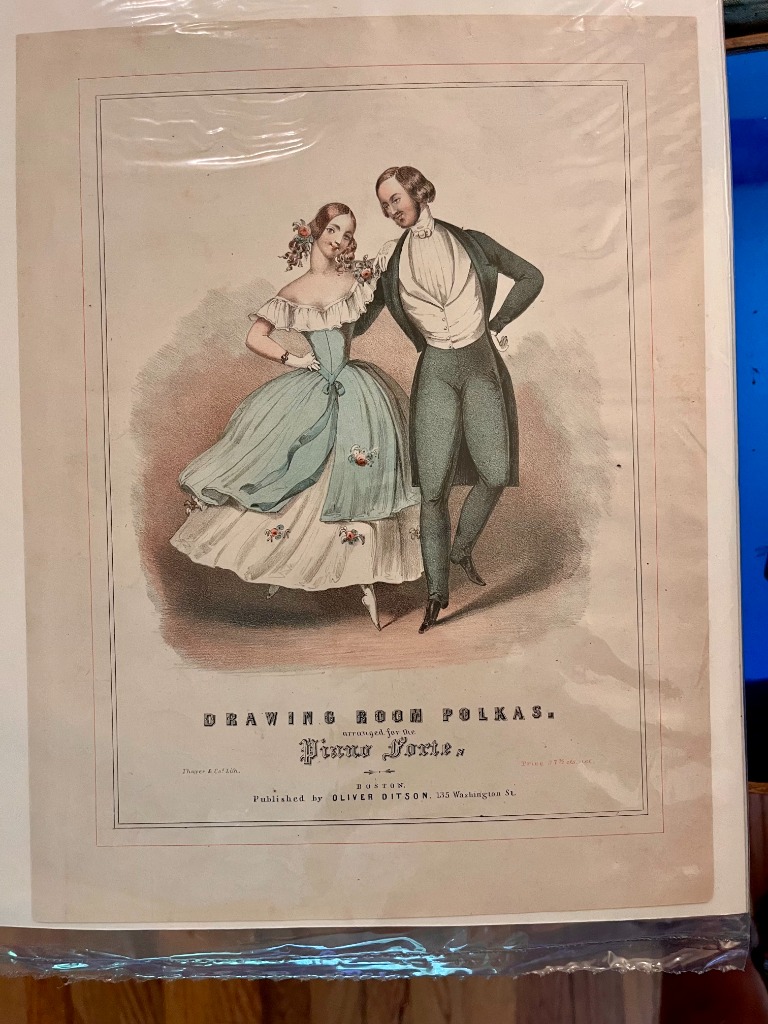 DRAWING ROOM POLKAS.
arranged for the
Piano Forte,
Thayer & Co! Lith.
Price
BOSTON,
Published by OLIVER DITSON, 135 Washington St.